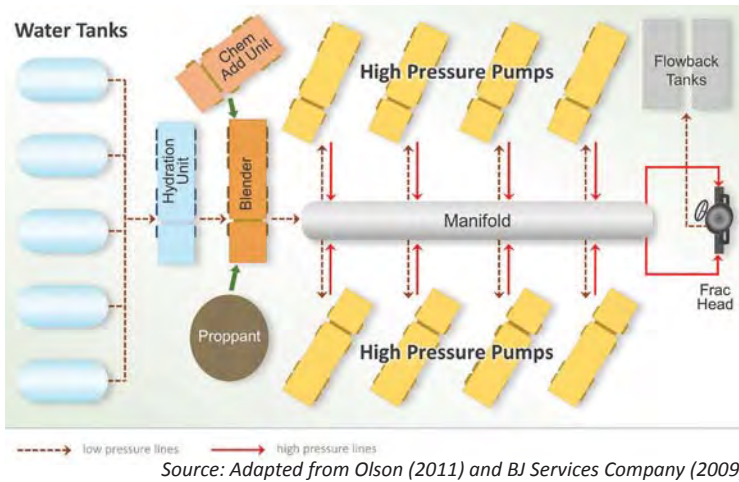 Water Tanks
Chem
Add Unit
High Pressure Pumps
Flowback
Tanks
Hydration
Unit
Blender
Manifold
Frac
Head
Proppant
High Pressure Pumps
low pressure lines
high pressure lines
Source: Adapted from Olson (2011) and BJ Services Company (2009